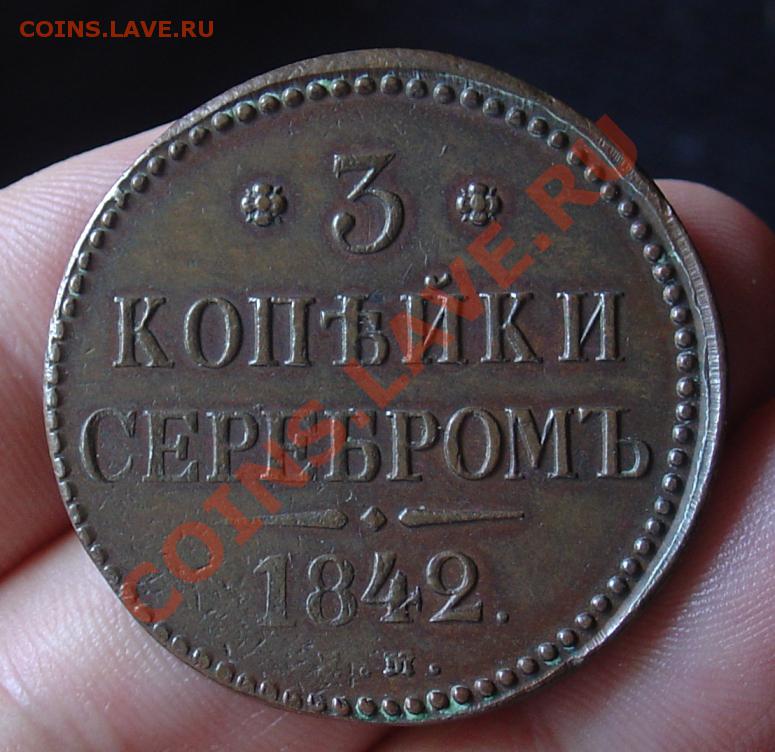 COINS.LAVE.RU
3
КОПѢЙКИ
СЕРЕБРОМЪ
1842.
COINS.LAVE.RU